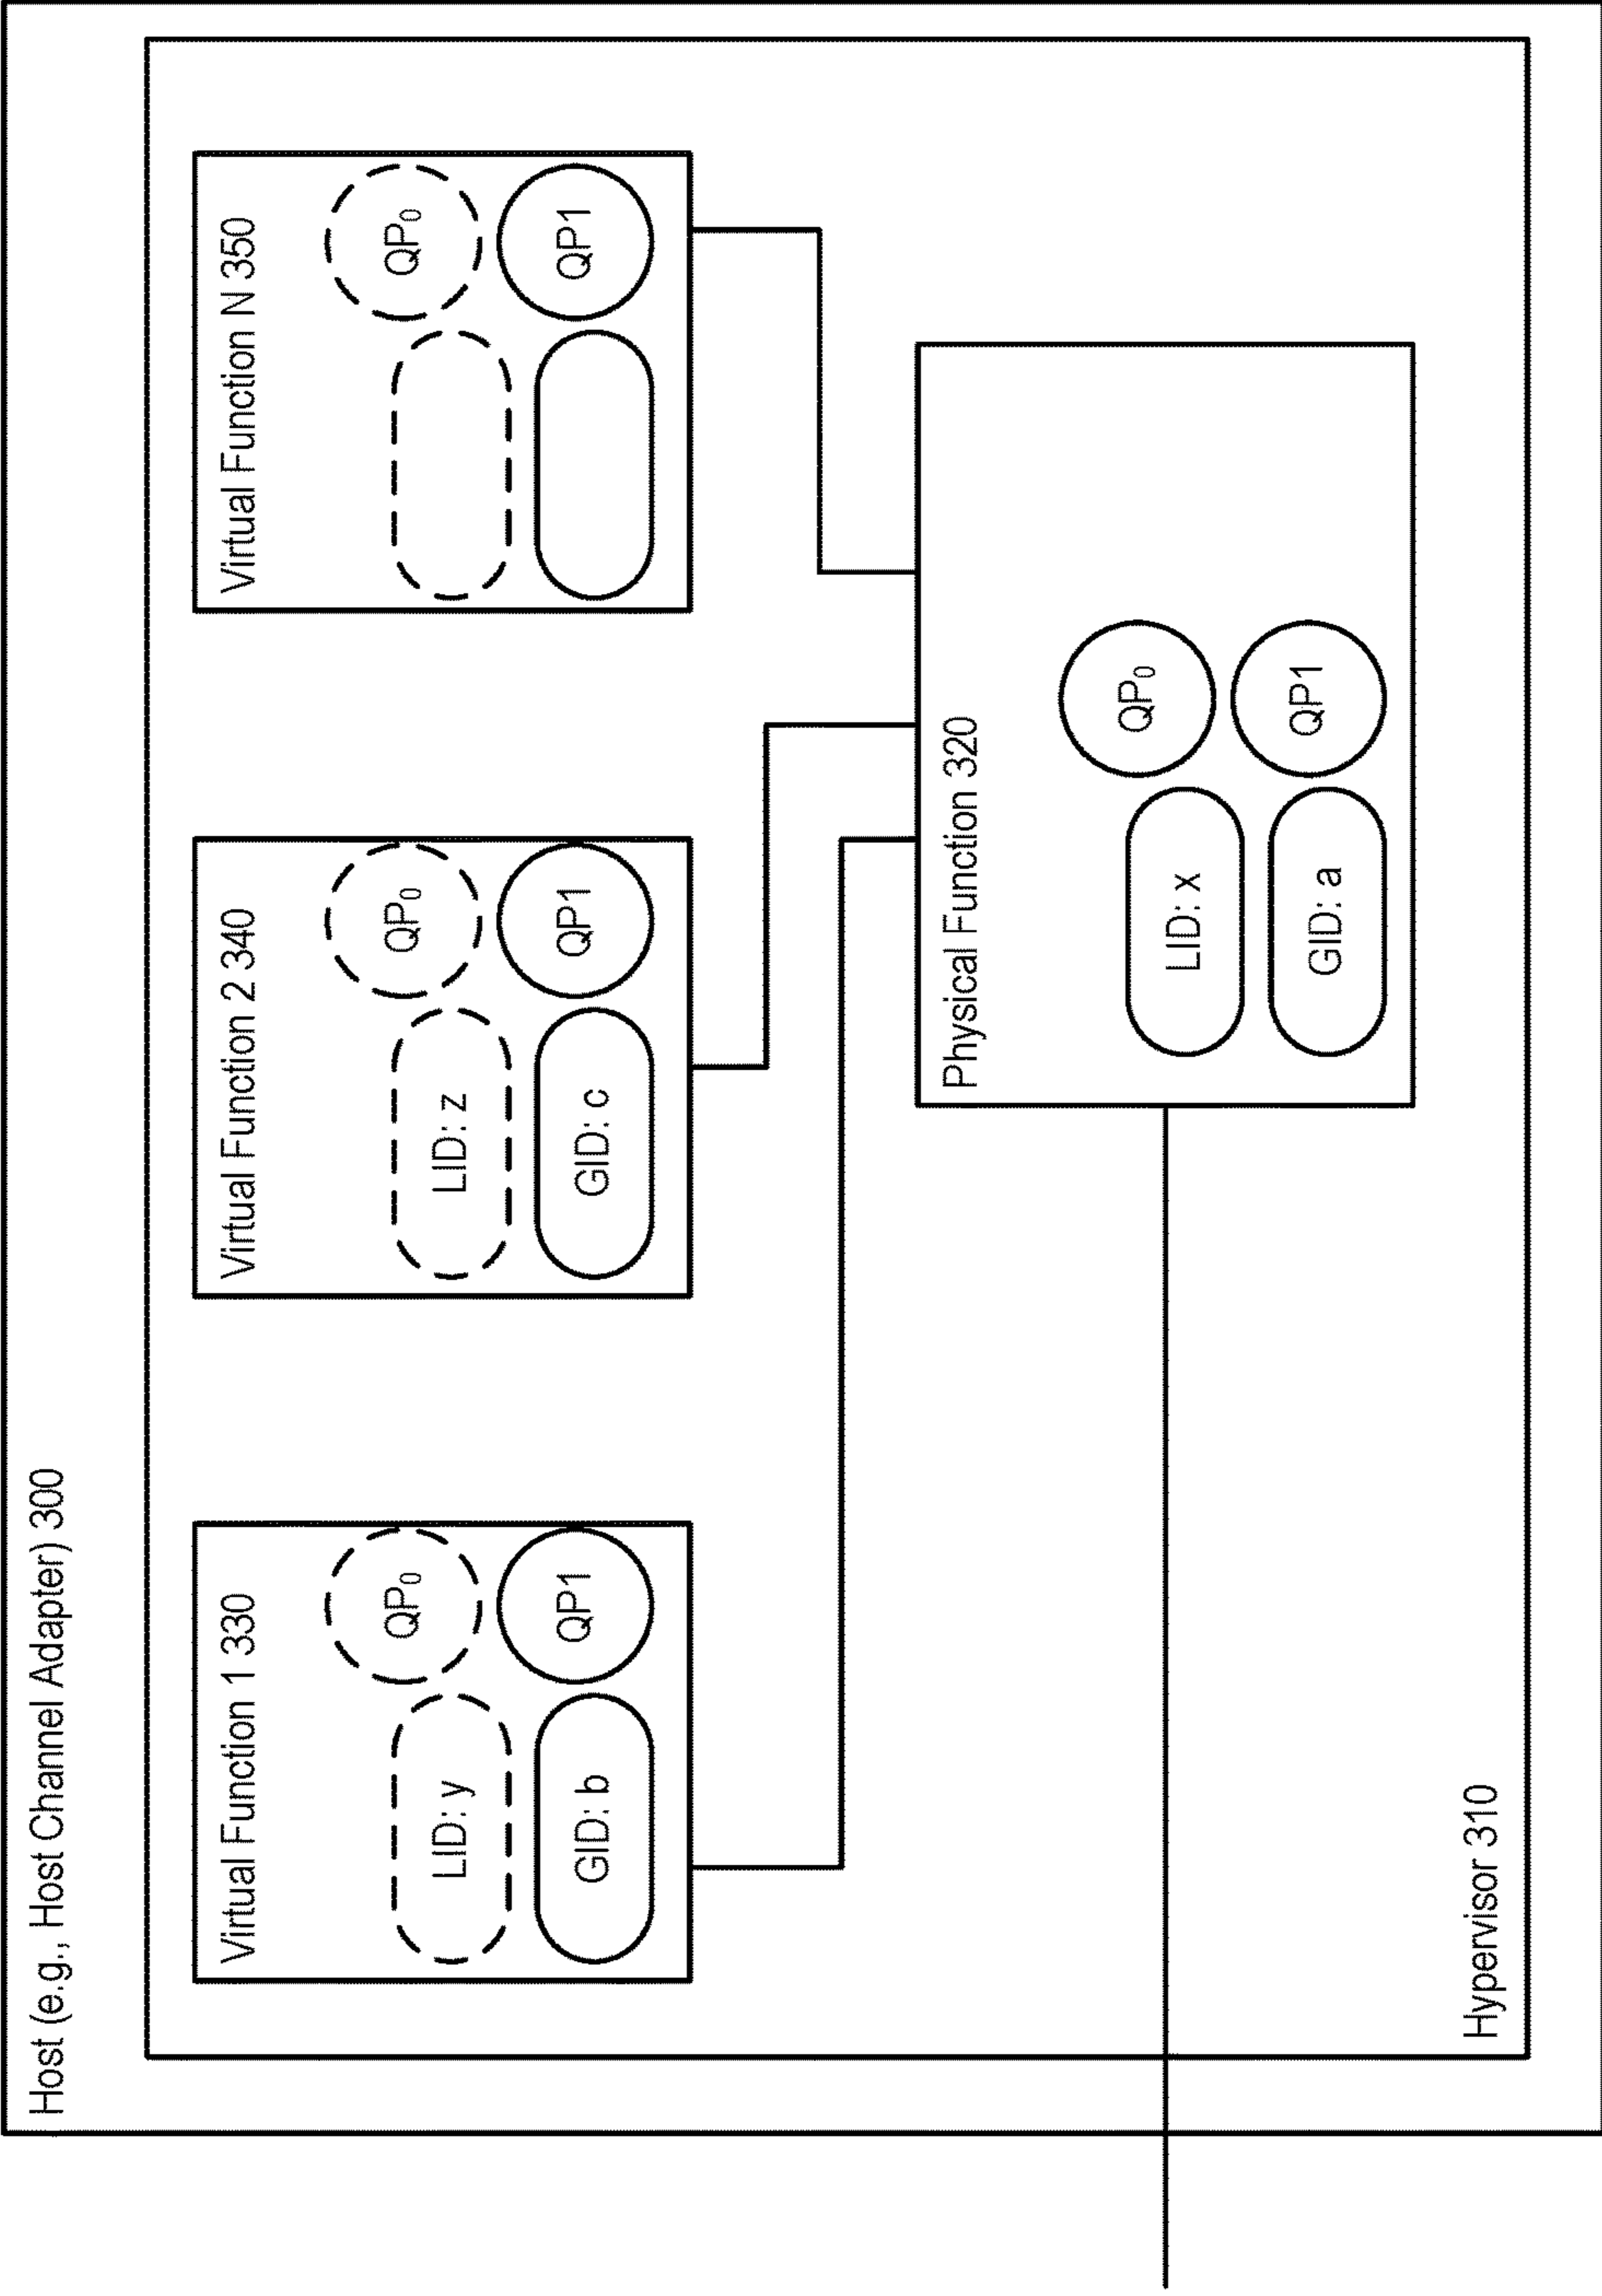 Host (e.g., Host Channel Adapter) 300
Virtual Function 1 330
LID: y
QP₀
GID: b
QP1
Virtual Function 2 340
LID: z
QP₀
GID: c
QP1
Virtual Function N 350
QP₀
QP1
Physical Function 320
LID: x
QP₀
GID: a
QP1
Hypervisor 310